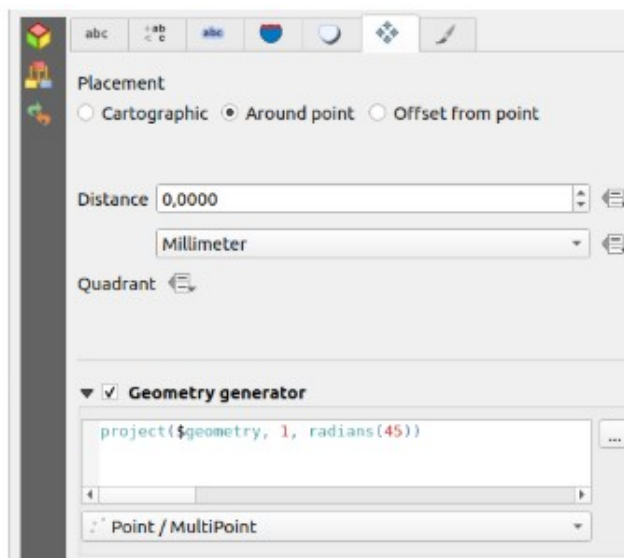 abc +ab < c abc
Placement
Cartographic Around point Offset from point
Distance 0,0000
Millimeter
Quadrant
Geometry generator
project($geometry, 1, radians(45))
...
Point / MultiPoint